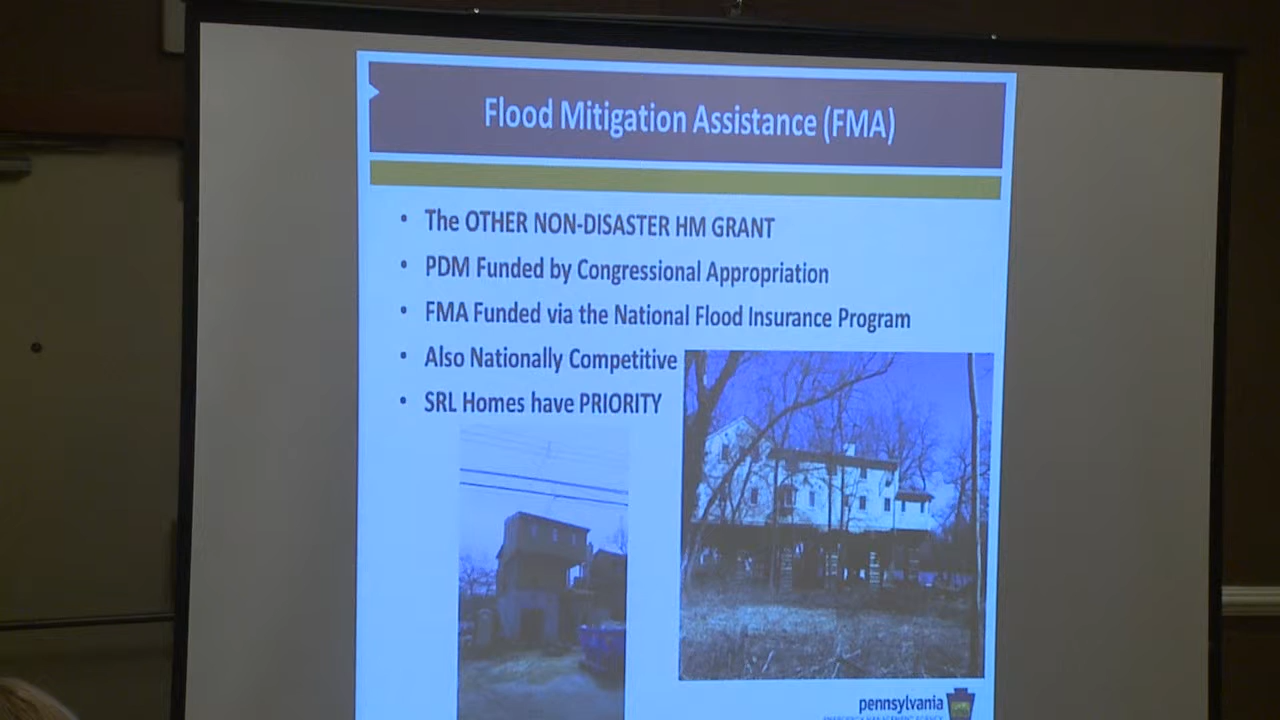 Flood Mitigation Assistance (FMA)
• The OTHER NON-DISASTER HM GRANT
• PDM Funded by Congressional Appropriation
• FMA Funded via the National Flood Insurance Program
• Also Nationally Competitive
• SRL Homes have PRIORITY
pennsylvania